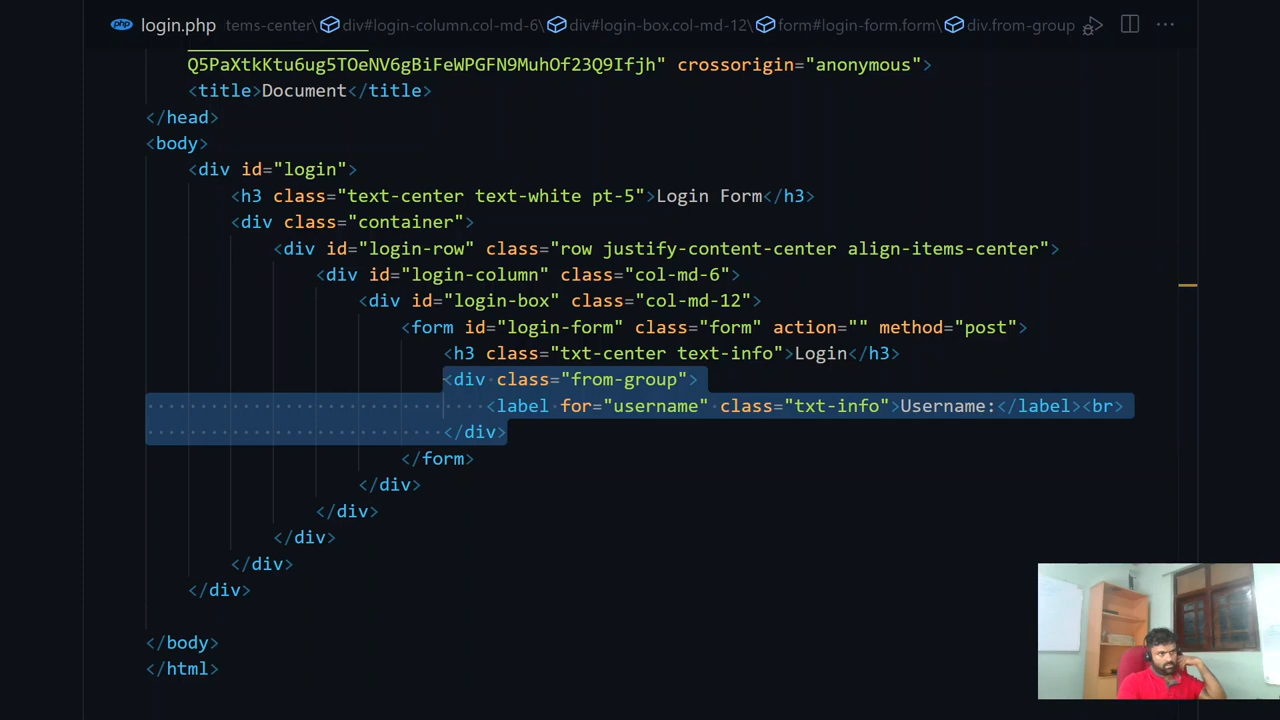 php login.php tems-center\div#login-column.col-md-6\div#login-box.col-md-12\form#login-form.form\div.from-group
Q5PaXtkKtu6ug5TOeNV6gBiFeWPGFN9MuhOf23Q9Ifjh" crossorigin="anonymous">
<title>Document</title>
</head>
<body>
<div id="login">
<h3 class="text-center text-white pt-5">Login Form</h3>
<div class="container">
<div id="login-row" class="row justify-content-center align-items-center">
<div id="login-column" class="col-md-6">
<div id="login-box" class="col-md-12">
<form id="login-form" class="form" action="" method="post">
<h3 class="txt-center text-info">Login</h3>
<div class="from-group">
<label for="username" class="txt-info">Username:</label><br>
</div>
</form>
</div>
</div>
</div>
</div>
</div>
</body>
</html>